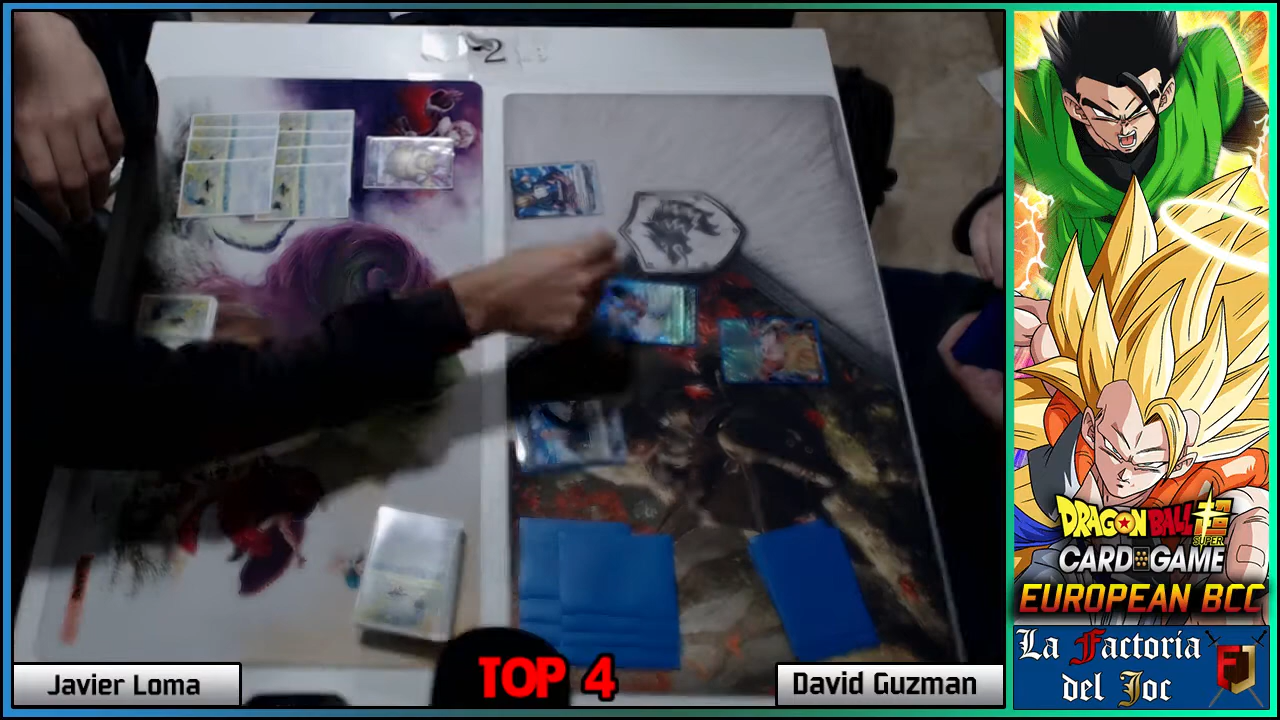 2
DRAGON BALL 超
SUPER
CARD GAME
EUROPEAN BCC
La Factoria
del Joc
FJ
Javier Loma
TOP 4
David Guzman